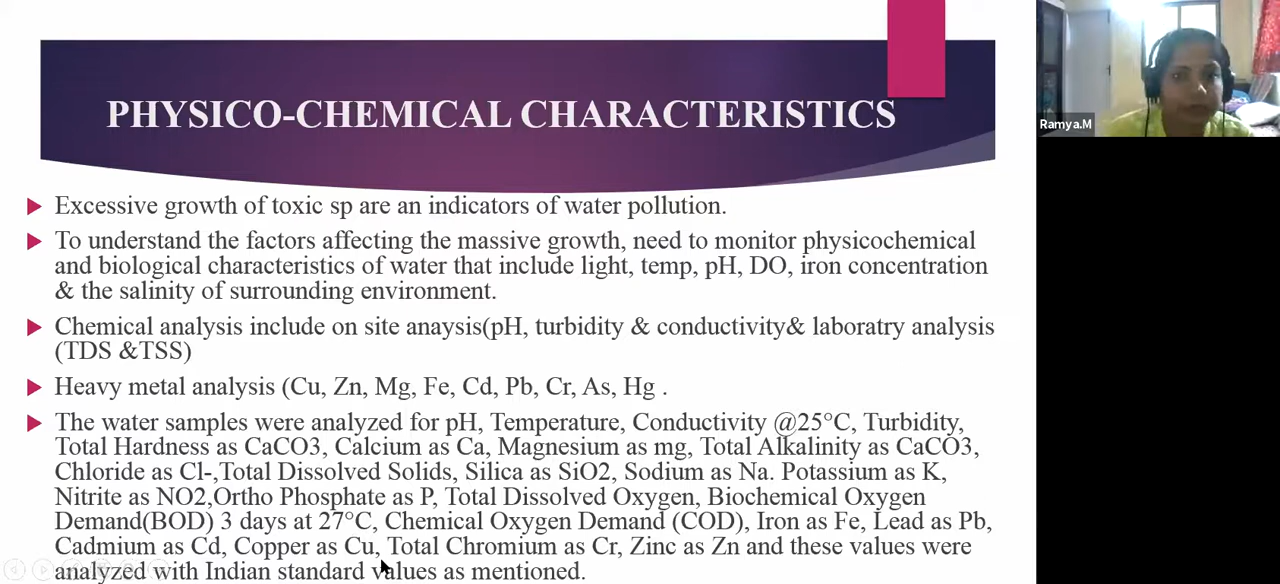 PHYSICO-CHEMICAL CHARACTERISTICS
Excessive growth of toxic sp are an indicators of water pollution.
To understand the factors affecting the massive growth, need to monitor physicochemical
and biological characteristics of water that include light, temp, pH, DO, iron concentration
& the salinity of surrounding environment.
Chemical analysis include on site anaysis(pH, turbidity & conductivity& laboratry analysis
(TDS &TSS)
Heavy metal analysis (Cu, Zn, Mg, Fe, Cd, Pb, Cr, As, Hg .
The water samples were analyzed for pH, Temperature, Conductivity @25°C, Turbidity,
Total Hardness as CaCO3, Calcium as Ca, Magnesium as mg, Total Alkalinity as CaCO3,
Chloride as Cl-,Total Dissolved Solids, Silica as SiO2, Sodium as Na. Potassium as K,
Nitrite as NO2,Ortho Phosphate as P, Total Dissolved Oxygen, Biochemical Oxygen
Demand(BOD) 3 days at 27°C, Chemical Oxygen Demand (COD), Iron as Fe, Lead as Pb,
Cadmium as Cd, Copper as Cu, Total Chromium as Cr, Zinc as Zn and these values were
analyzed with Indian standard values as mentioned.
Ramya.M